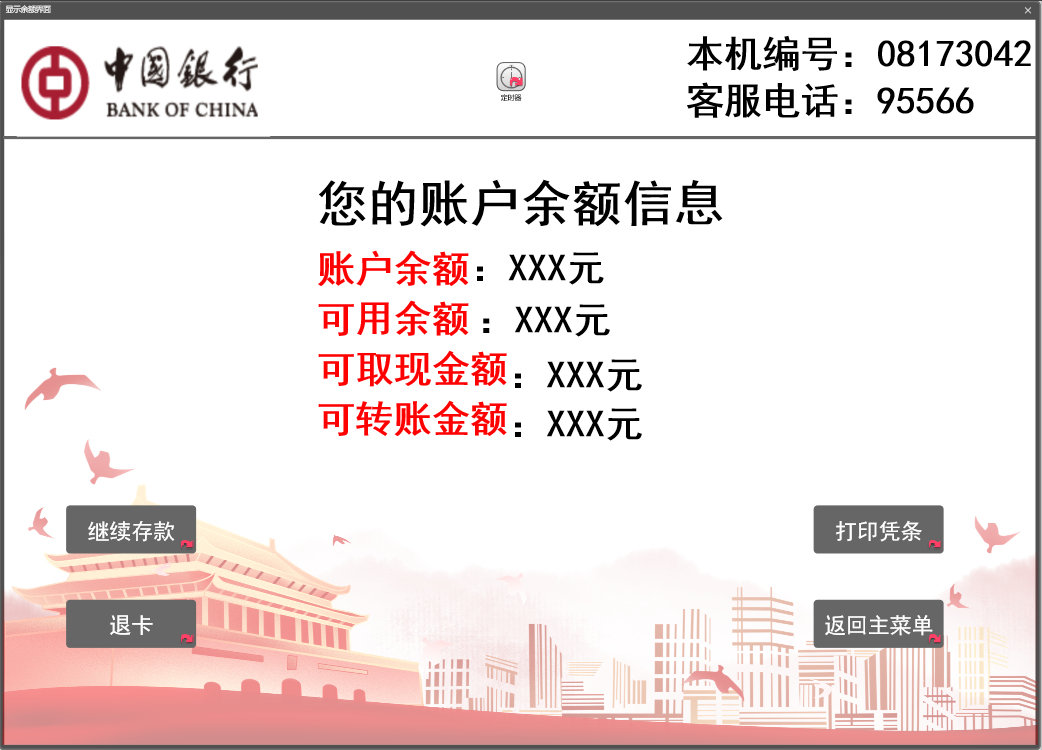 显示余额界面
中国銀行
BANK OF CHINA
定时器
本机编号：08173042
客服电话：95566
您的账户余额信息
账户余额：XXX元
可用余额：XXX元
可取现金额：XXX元
可转账金额：XXX元
继续存款
打印凭条
退卡
返回主菜单